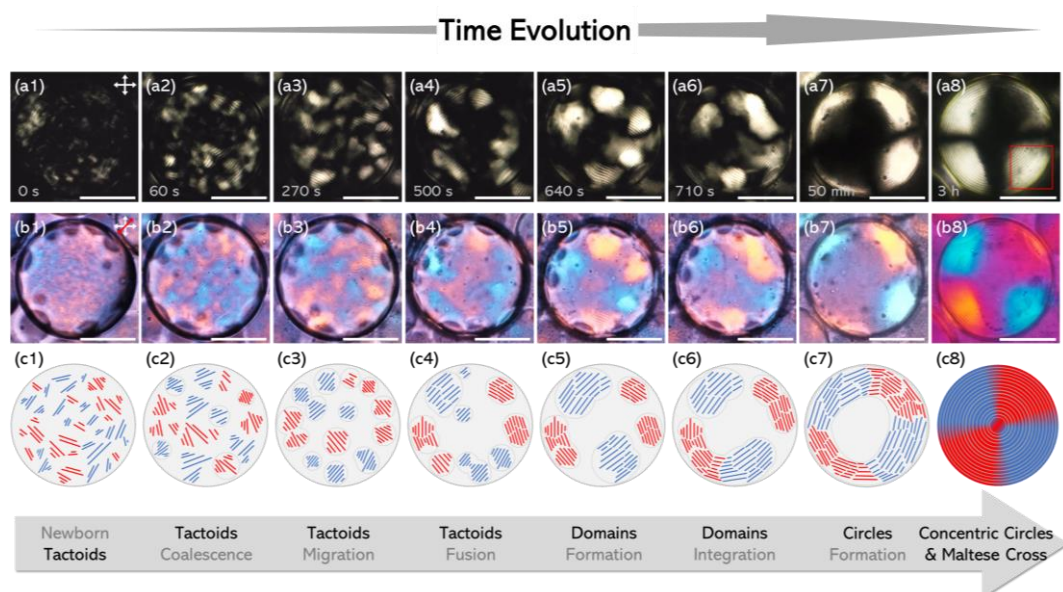 Time Evolution
(a1) (a2) (a3) (a4) (a5) (a6) (a7) (a8)
0 s 60 s 270 s 500 s 640 s 710 s 50 min 3 h
(b1) (b2) (b3) (b4) (b5) (b6) (b7) (b8)
(c1) (c2) (c3) (c4) (c5) (c6) (c7) (c8)
Newborn Tactoids Tactoids Tactoids Domains Domains Circles Concentric Circles
Tactoids Coalescence Migration Fusion Formation Integration Formation & Maltese Cross